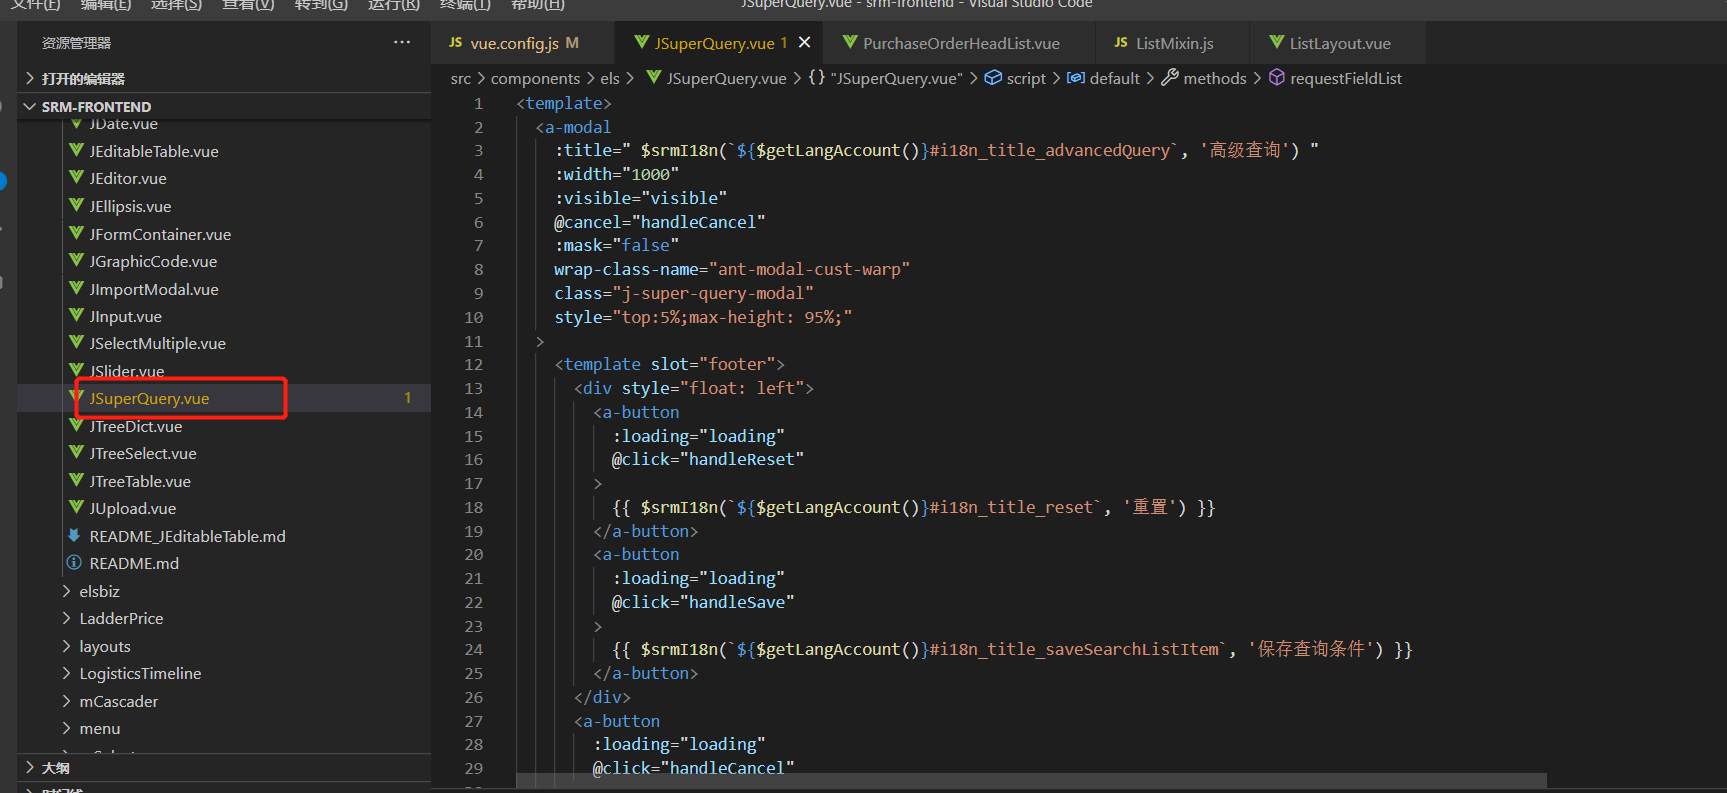 文件(F) 编辑(E) 选择(S) 查看(V) 转到(G) 运行(R) 终端(T) 帮助(H) JSuperQuery.vue - srm-frontend - Visual Studio Code
资源管理器 ···
JS vue.config.js M JSuperQuery.vue 1 × PurchaseOrderHeadList.vue JS ListMixin.js ListLayout.vue
打开的编辑器
src > components > els > JSuperQuery.vue > {} "JSuperQuery.vue" > script > default > methods > requestFieldList
SRM-FRONTEND
JDate.vue
JEditableTable.vue
JEditor.vue
JEllipsis.vue
JFormContainer.vue
JGraphicCode.vue
JImportModal.vue
JInput.vue
JSelectMultiple.vue
JSlider.vue
JSuperQuery.vue 1
JTreeDict.vue
JTreeSelect.vue
JTreeTable.vue
JUpload.vue
README_JEditableTable.md
README.md
elsbiz
LadderPrice
layouts
LogisticsTimeline
mCascader
menu
大纲
1 <template>
2 <a-modal
3 :title=" $srmI18n(`${$getLangAccount()}#i18n_title_advancedQuery`, '高级查询') "
4 :width="1000"
5 :visible="visible"
6 @cancel="handleCancel"
7 :mask="false"
8 wrap-class-name="ant-modal-cust-warp"
9 class="j-super-query-modal"
10 style="top:5%;max-height: 95%;"
11 >
12 <template slot="footer">
13 <div style="float: left">
14 <a-button
15 :loading="loading"
16 @click="handleReset"
17 >
18 {{ $srmI18n(`${$getLangAccount()}#i18n_title_reset`, '重置') }}
19 </a-button>
20 <a-button
21 :loading="loading"
22 @click="handleSave"
23 >
24 {{ $srmI18n(`${$getLangAccount()}#i18n_title_saveSearchListItem`, '保存查询条件') }}
25 </a-button>
26 </div>
27 <a-button
28 :loading="loading"
29 @click="handleCancel"